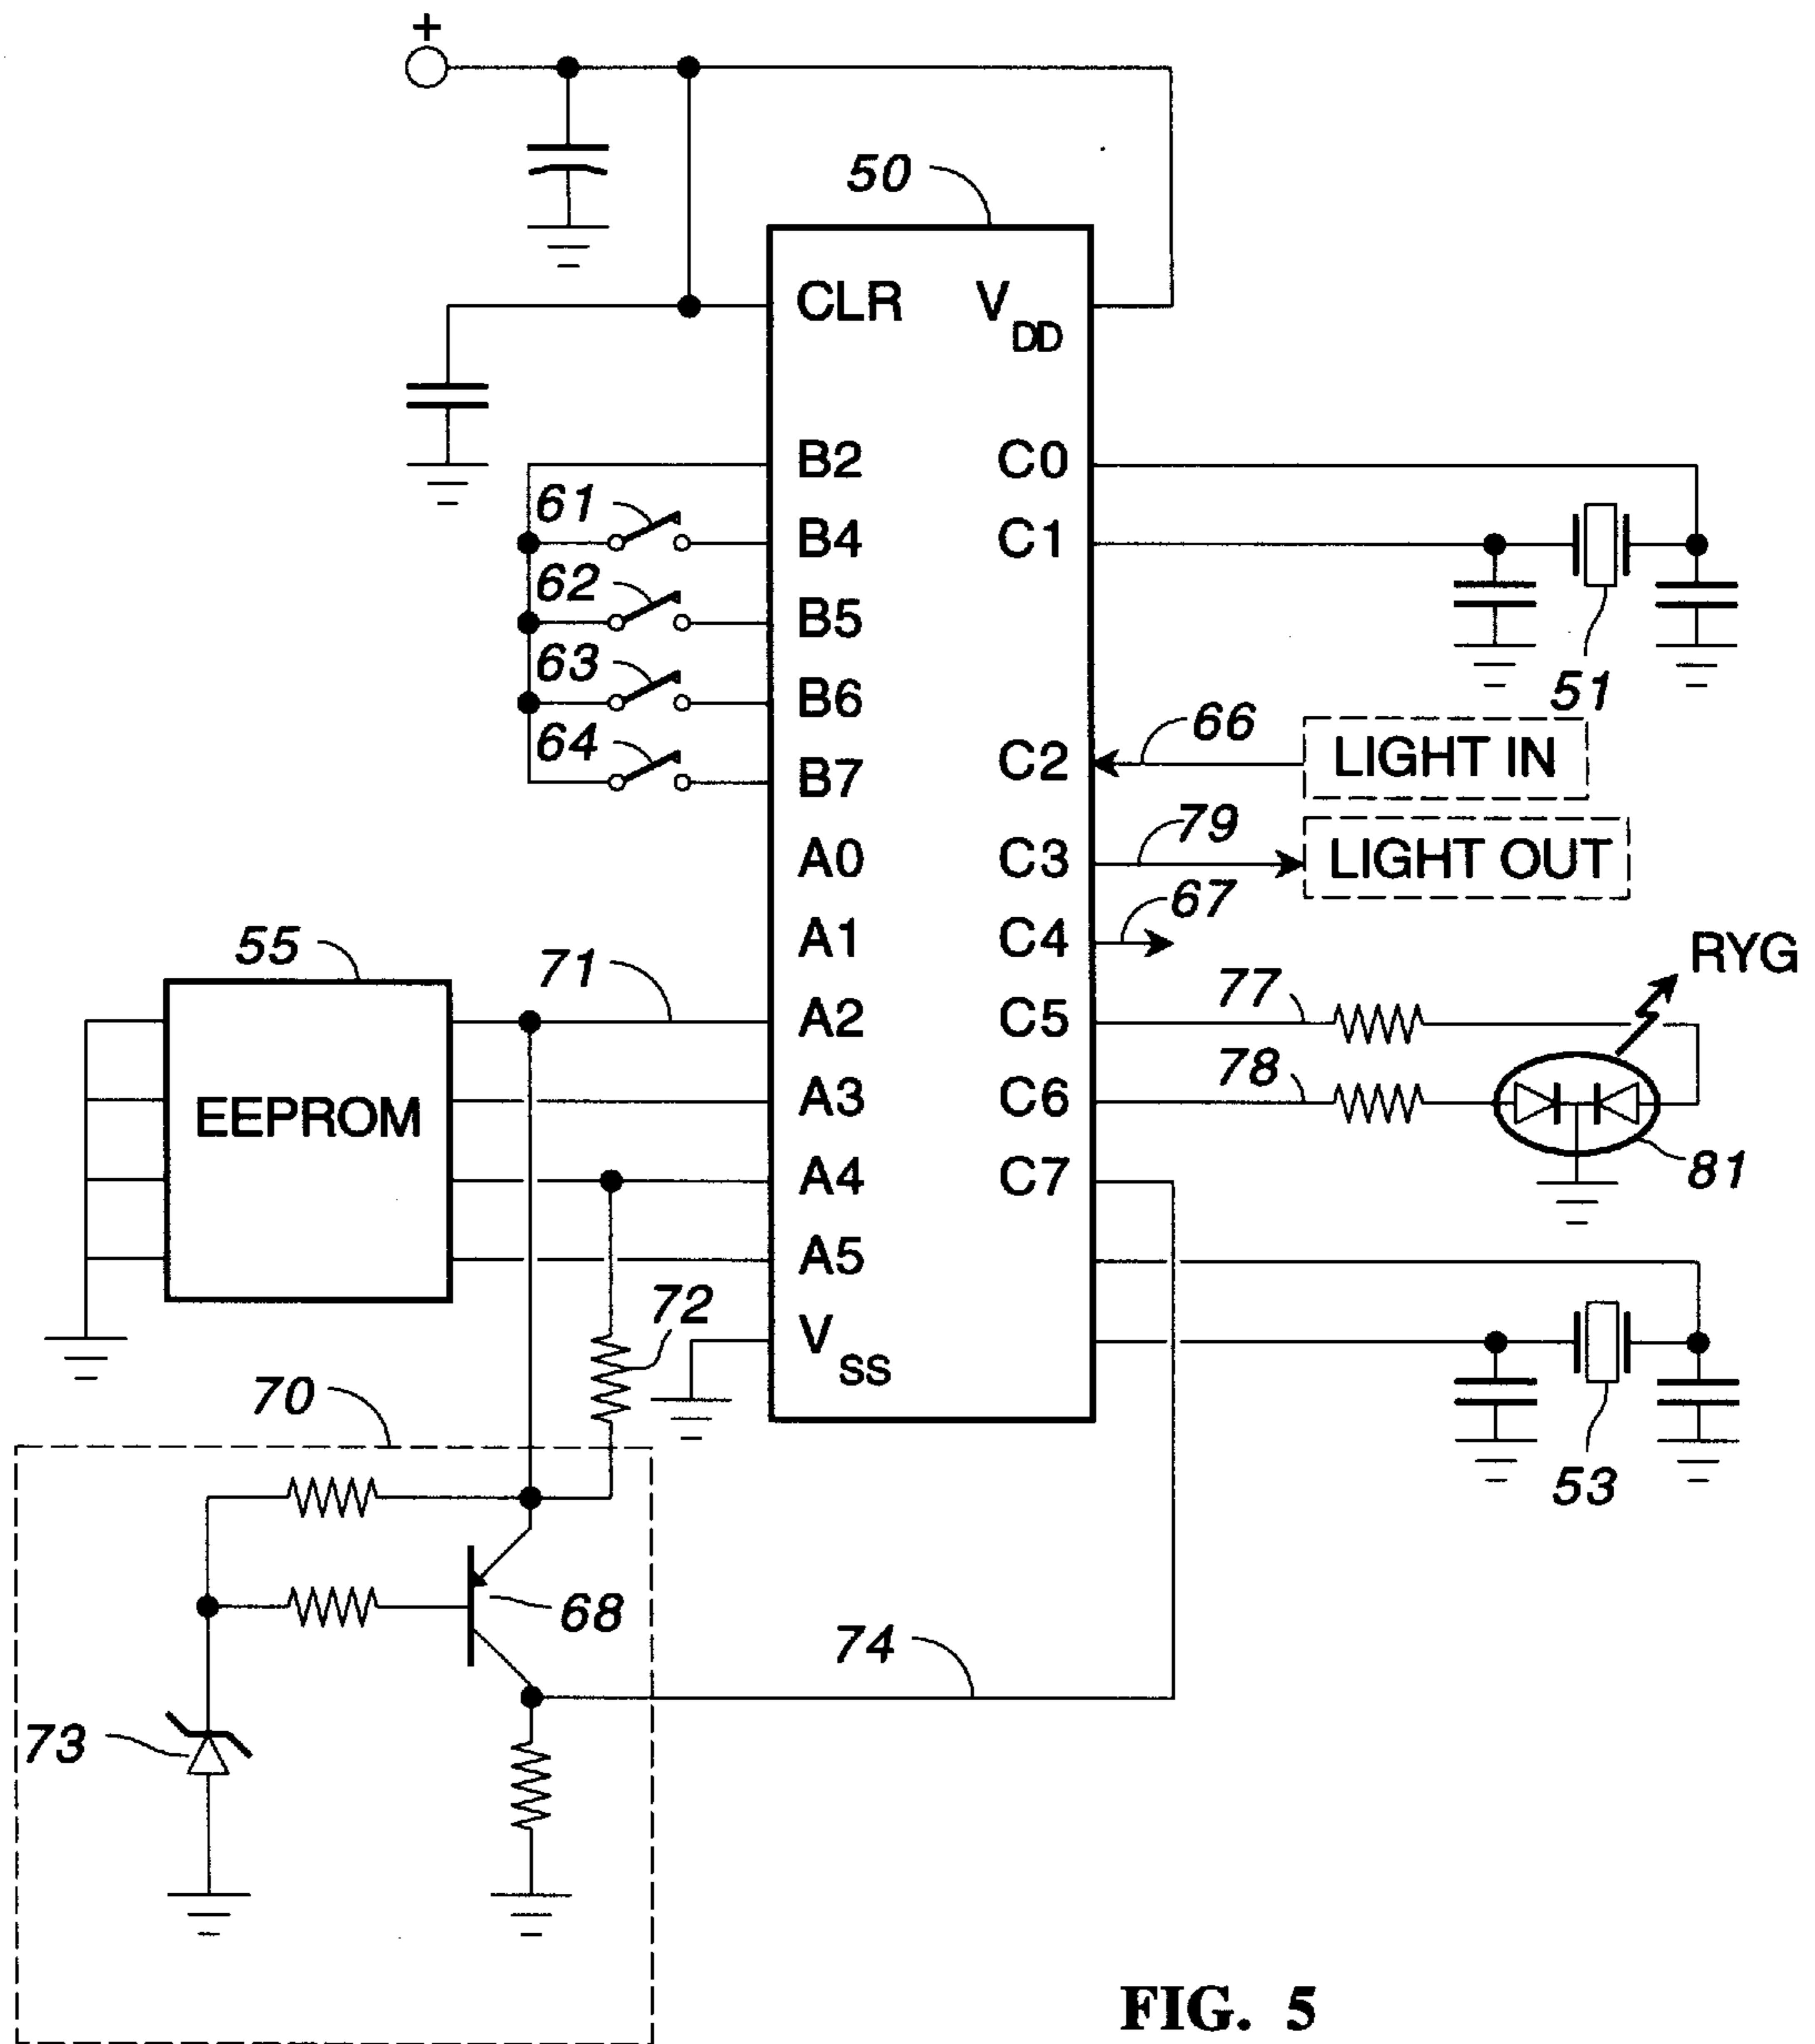 +
50
CLR VDD
B2 C0
61
B4 C1
62
B5
63
51
B6
66
64
C2 LIGHT IN
B7
79
A0 C3 LIGHT OUT
67
55 A1 C4
RYG
71
77
A2 C5
78
EEPROM A3 C6
81
A4 C7
A5
72
VSS
70
53
68
74
73
FIG. 5